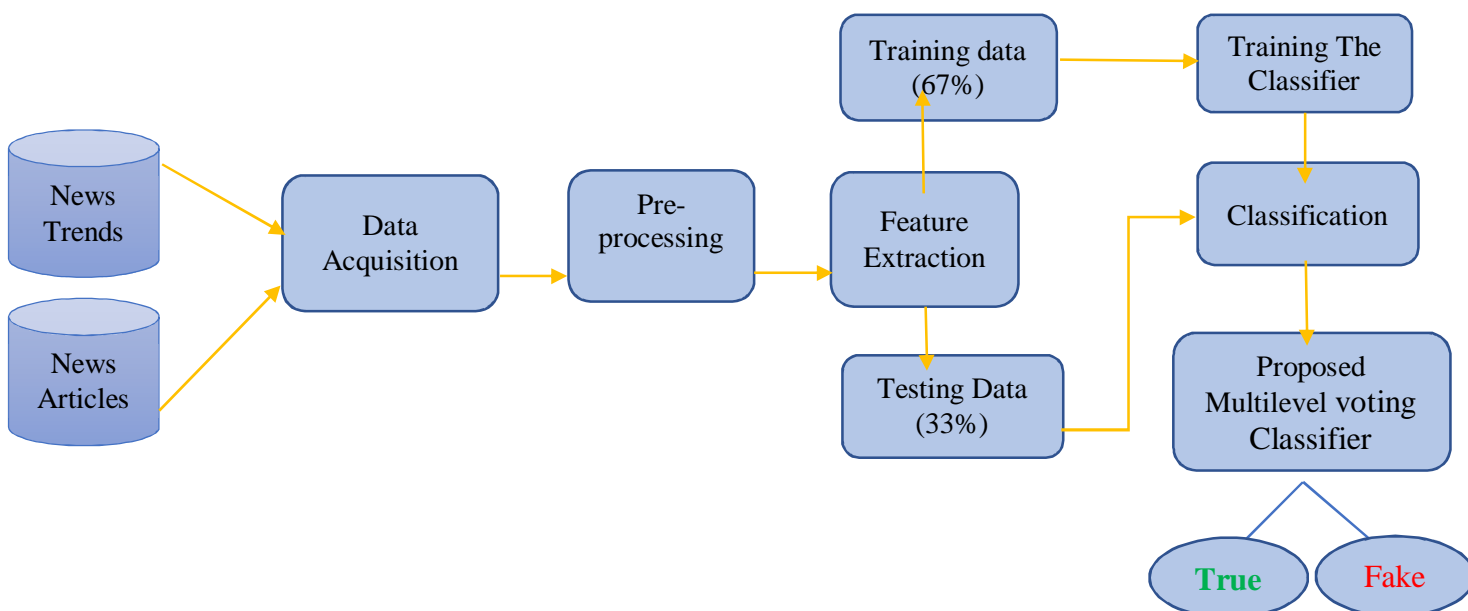 News
Trends
News
Articles
Data
Acquisition
Pre-
processing
Feature
Extraction
Training data
(67%)
Testing Data
(33%)
Training The
Classifier
Classification
Proposed
Multilevel voting
Classifier
True
Fake